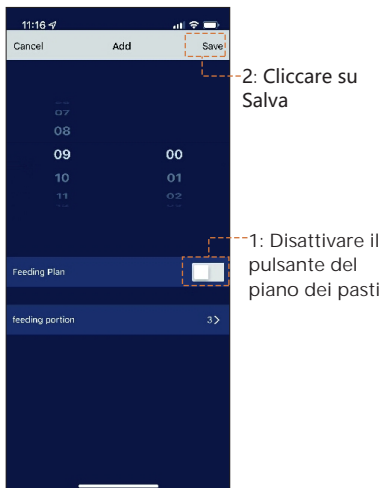 11:16
Cancel Add Save
07
08
09 00
10 01
11 02
Feeding Plan
feeding portion 3>
2: Cliccare su
Salva
1: Disattivare il
pulsante del
piano dei pasti